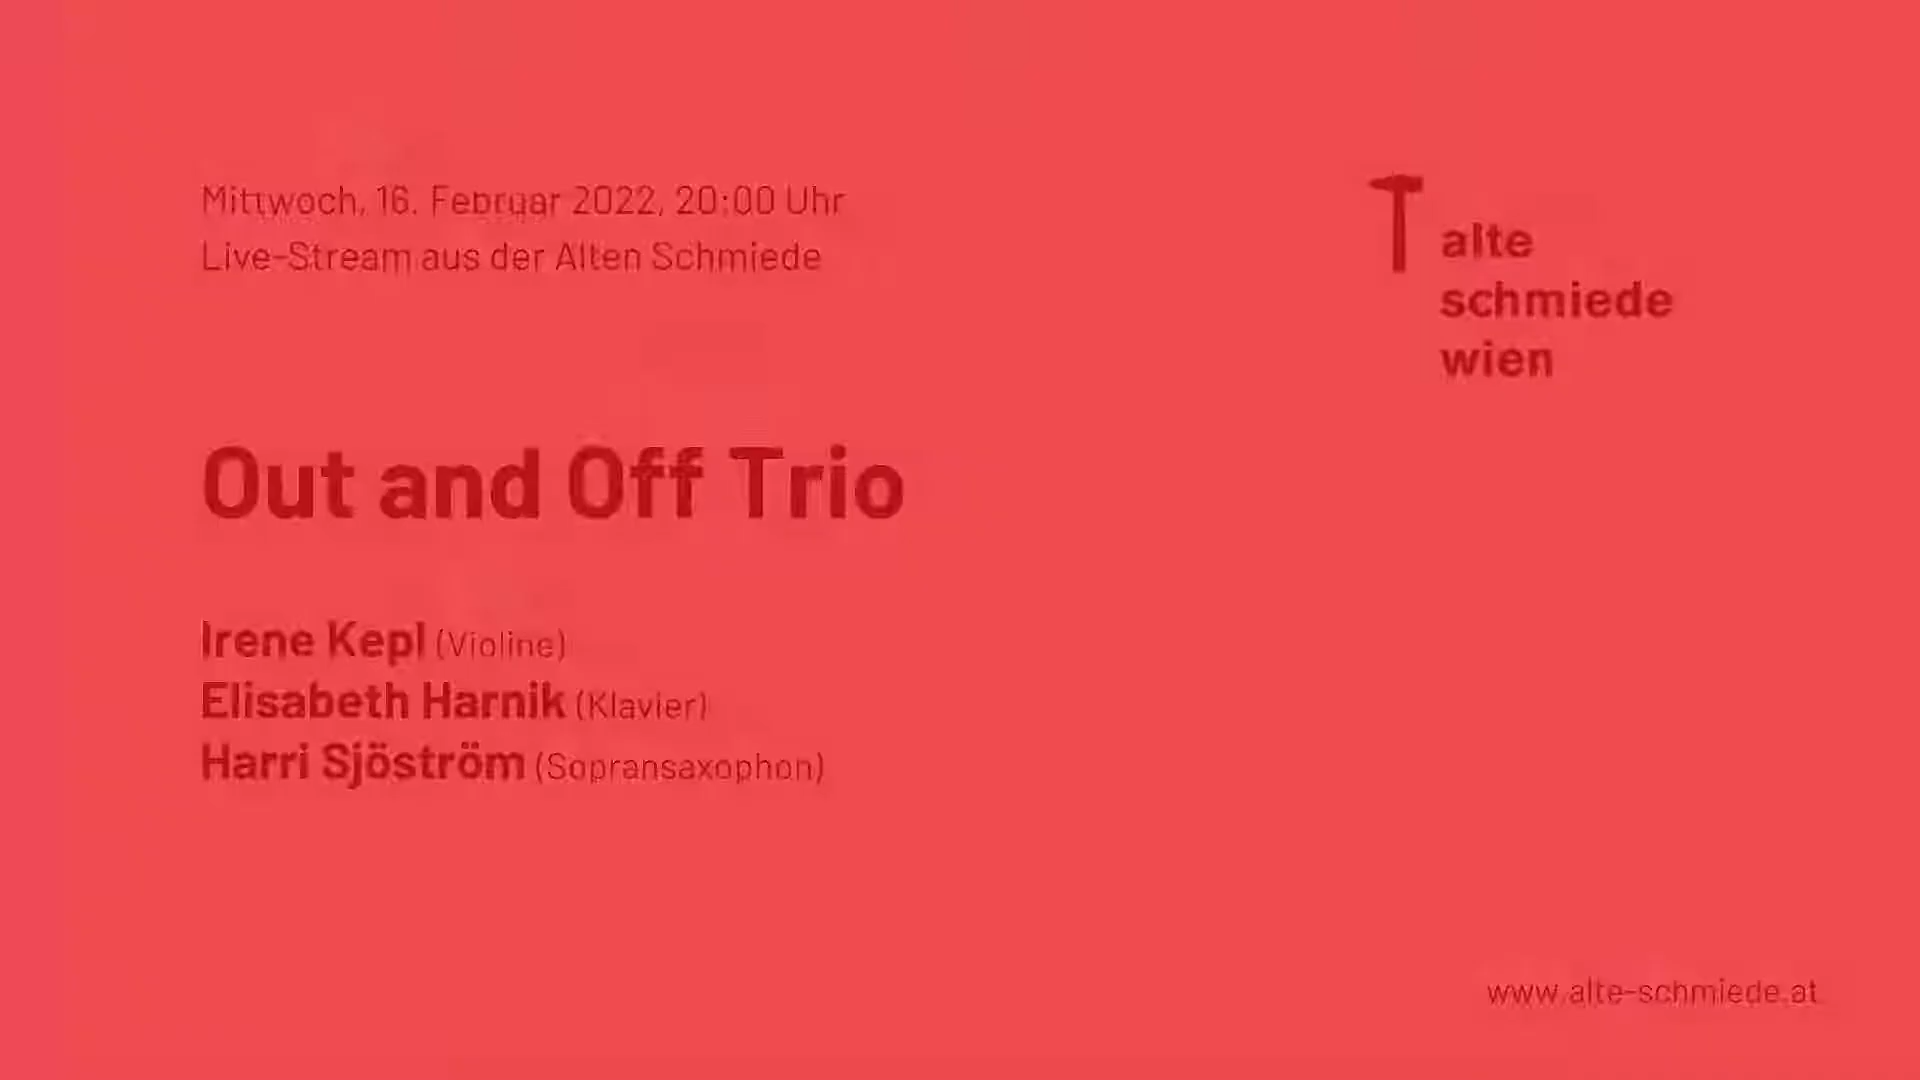 Mittwoch, 16. Februar 2022, 20:00 Uhr
Live-Stream aus der Alten Schmiede
alte
schmiede
wien
Out and Off Trio
Irene Kepl (Violine)
Elisabeth Harnik (Klavier)
Harri Sjöström (Sopransaxophon)
www.alte-schmiede.at